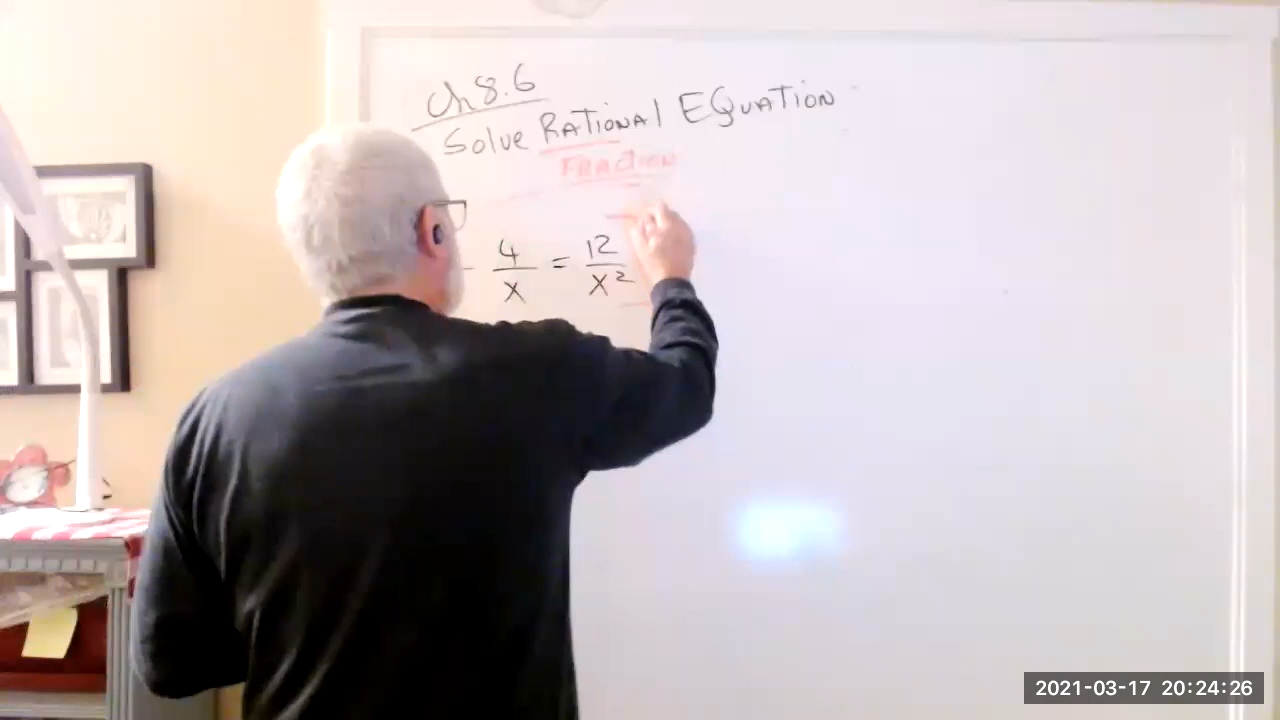 Ch 8.6
Solve RATIONAl EQUATION
FRACTION
4/x = 12/x²
2021-03-17 20:24:26